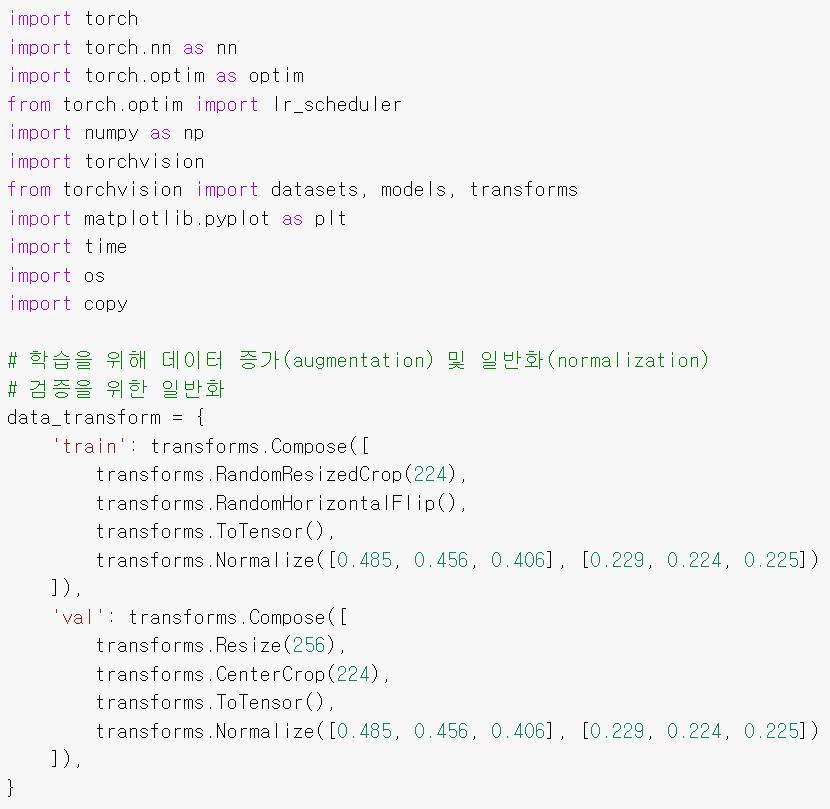 import torch
import torch.nn as nn
import torch.optim as optim
from torch.optim import lr_scheduler
import numpy as np
import torchvision
from torchvision import datasets, models, transforms
import matplotlib.pyplot as plt
import time
import os
import copy

# 학습을 위해 데이터 증가(augmentation) 및 일반화(normalization)
# 검증을 위한 일반화
data_transform = {
    'train': transforms.Compose([
        transforms.RandomResizedCrop(224),
        transforms.RandomHorizontalFlip(),
        transforms.ToTensor(),
        transforms.Normalize([0.485, 0.456, 0.406], [0.229, 0.224, 0.225])
    ]),
    'val': transforms.Compose([
        transforms.Resize(256),
        transforms.CenterCrop(224),
        transforms.ToTensor(),
        transforms.Normalize([0.485, 0.456, 0.406], [0.229, 0.224, 0.225])
    ]),
}